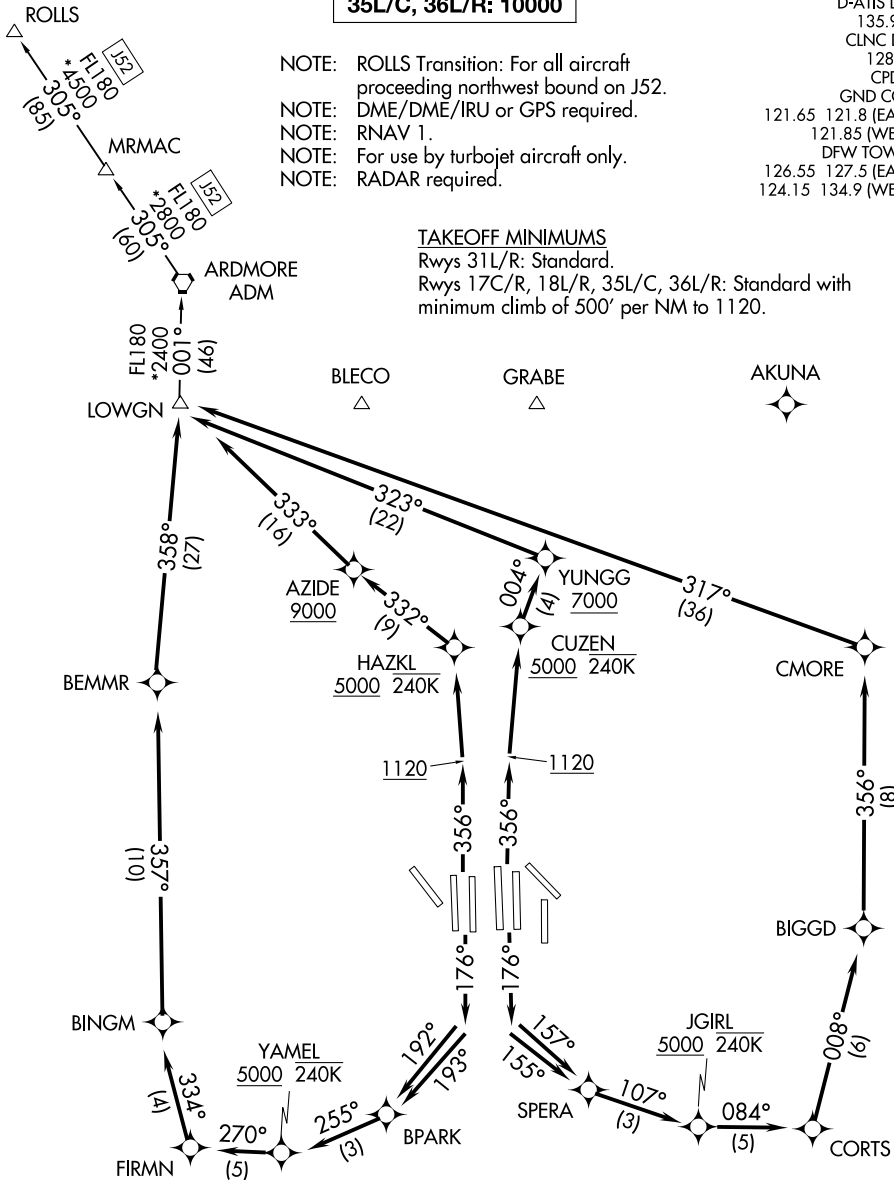 35L/C, 36L/R: 10000
135.9
128
121.65 121.8
121.85
DFW
126.55 127.5
124.15 134.9
NOTE: ROLLS Transition: For all aircraft
proceeding northwest bound on J52.
NOTE: DME/DME/IRU or GPS required.
NOTE: RNAV 1.
NOTE: For use by turbojet aircraft only.
NOTE: RADAR required.
TAKEOFF MINIMUMS
Rwys 31L/R: Standard.
Rwys 17C/R, 18L/R, 35L/C, 36L/R: Standard with
minimum climb of 500' per NM to 1120.
ROLLS
J52
FL180
*4500
305°
(85)
MRMAC
J52
FL180
*2800
305°
(60)
ARDMORE
ADM
FL180
*2400
001°
(46)
LOWGN
BLECO
GRABE
AKUNA
358°
(27)
333°
(16)
323°
(22)
317°
(36)
AZIDE
9000
332°
(9)
HAZKL
5000 240K
004°
(4)
YUNGG
7000
CUZEN
5000 240K
CMORE
BEMMR
1120
1120
356°
356°
356°
(8)
357°
(10)
176°
176°
BIGGD
BINGM
008°
(9)
334°
(4)
YAMEL
5000 240K
192°
193°
157°
155°
JGIRL
5000 240K
SPERA
107°
(3)
084°
(5)
CORTS
BPARK
255°
(3)
270°
(5)
FIRMN